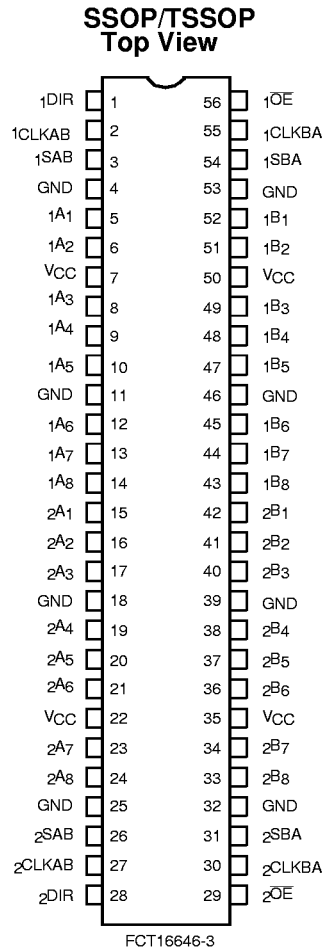 SSOP/TSSOP
Top View
1DIR 1 56 1O̅E̅
1CLKAB 2 55 1CLKBA
1SAB 3 54 1SBA
GND 4 53 GND
1A1 5 52 1B1
1A2 6 51 1B2
VCC 7 50 VCC
1A3 8 49 1B3
1A4 9 48 1B4
1A5 10 47 1B5
GND 11 46 GND
1A6 12 45 1B6
1A7 13 44 1B7
1A8 14 43 1B8
2A1 15 42 2B1
2A2 16 41 2B2
2A3 17 40 2B3
GND 18 39 GND
2A4 19 38 2B4
2A5 20 37 2B5
2A6 21 36 2B6
VCC 22 35 VCC
2A7 23 34 2B7
2A8 24 33 2B8
GND 25 32 GND
2SAB 26 31 2SBA
2CLKAB 27 30 2CLKBA
2DIR 28 29 2O̅E̅
FCT16646-3